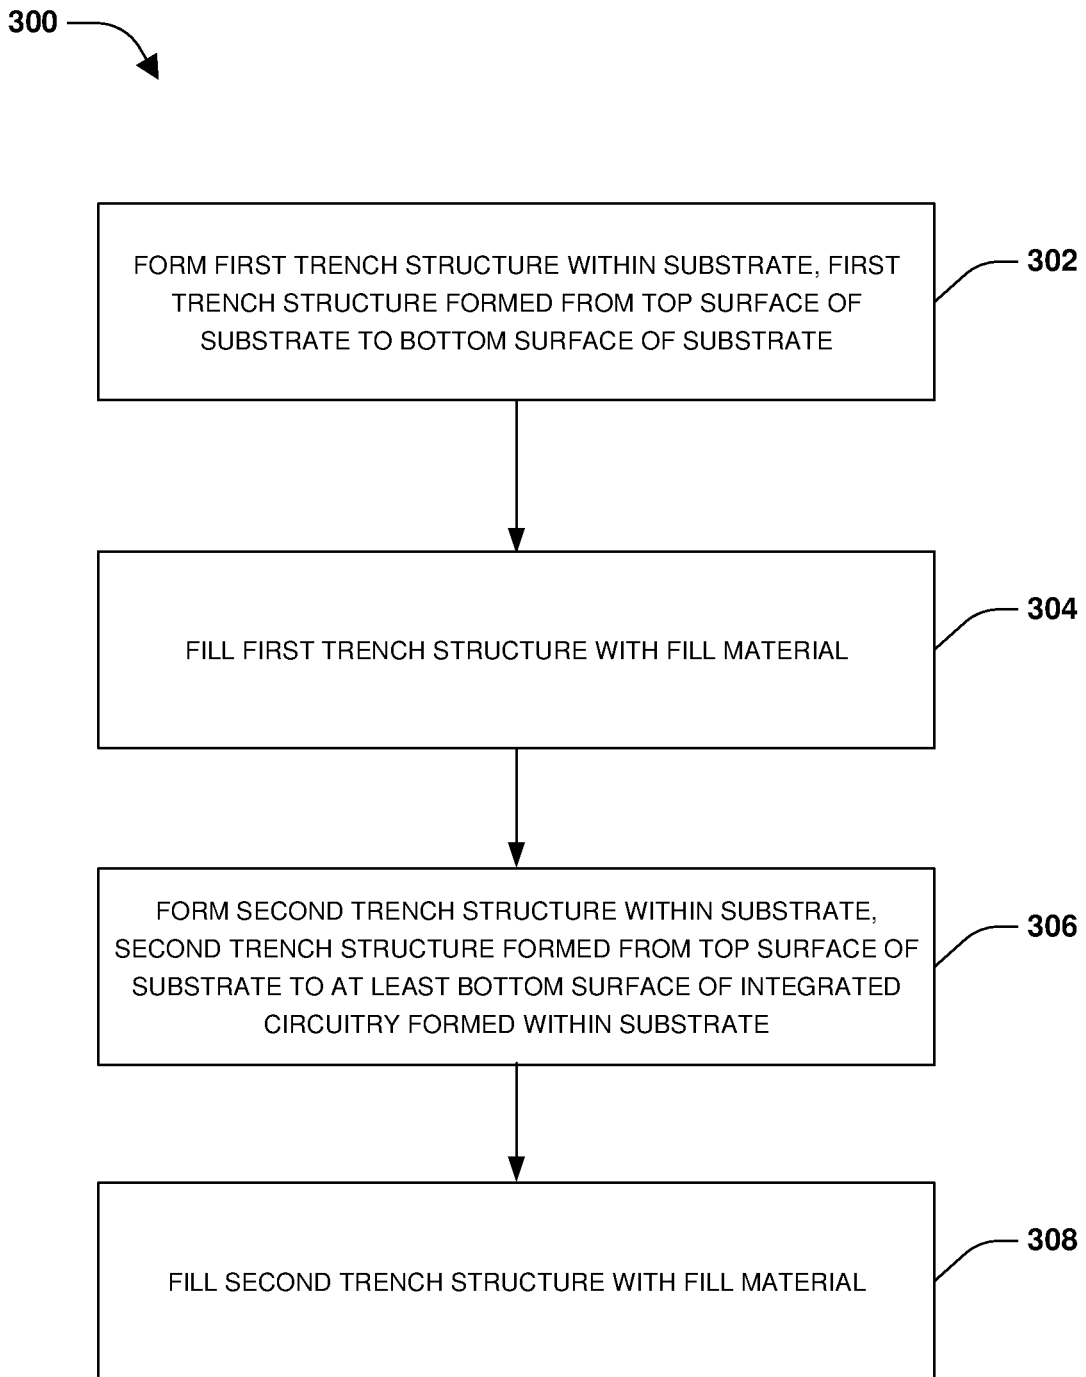 300
FORM FIRST TRENCH STRUCTURE WITHIN SUBSTRATE, FIRST
TRENCH STRUCTURE FORMED FROM TOP SURFACE OF
SUBSTRATE TO BOTTOM SURFACE OF SUBSTRATE
302
FILL FIRST TRENCH STRUCTURE WITH FILL MATERIAL
304
FORM SECOND TRENCH STRUCTURE WITHIN SUBSTRATE,
SECOND TRENCH STRUCTURE FORMED FROM TOP SURFACE OF
SUBSTRATE TO AT LEAST BOTTOM SURFACE OF INTEGRATED
CIRCUITRY FORMED WITHIN SUBSTRATE
306
FILL SECOND TRENCH STRUCTURE WITH FILL MATERIAL
308